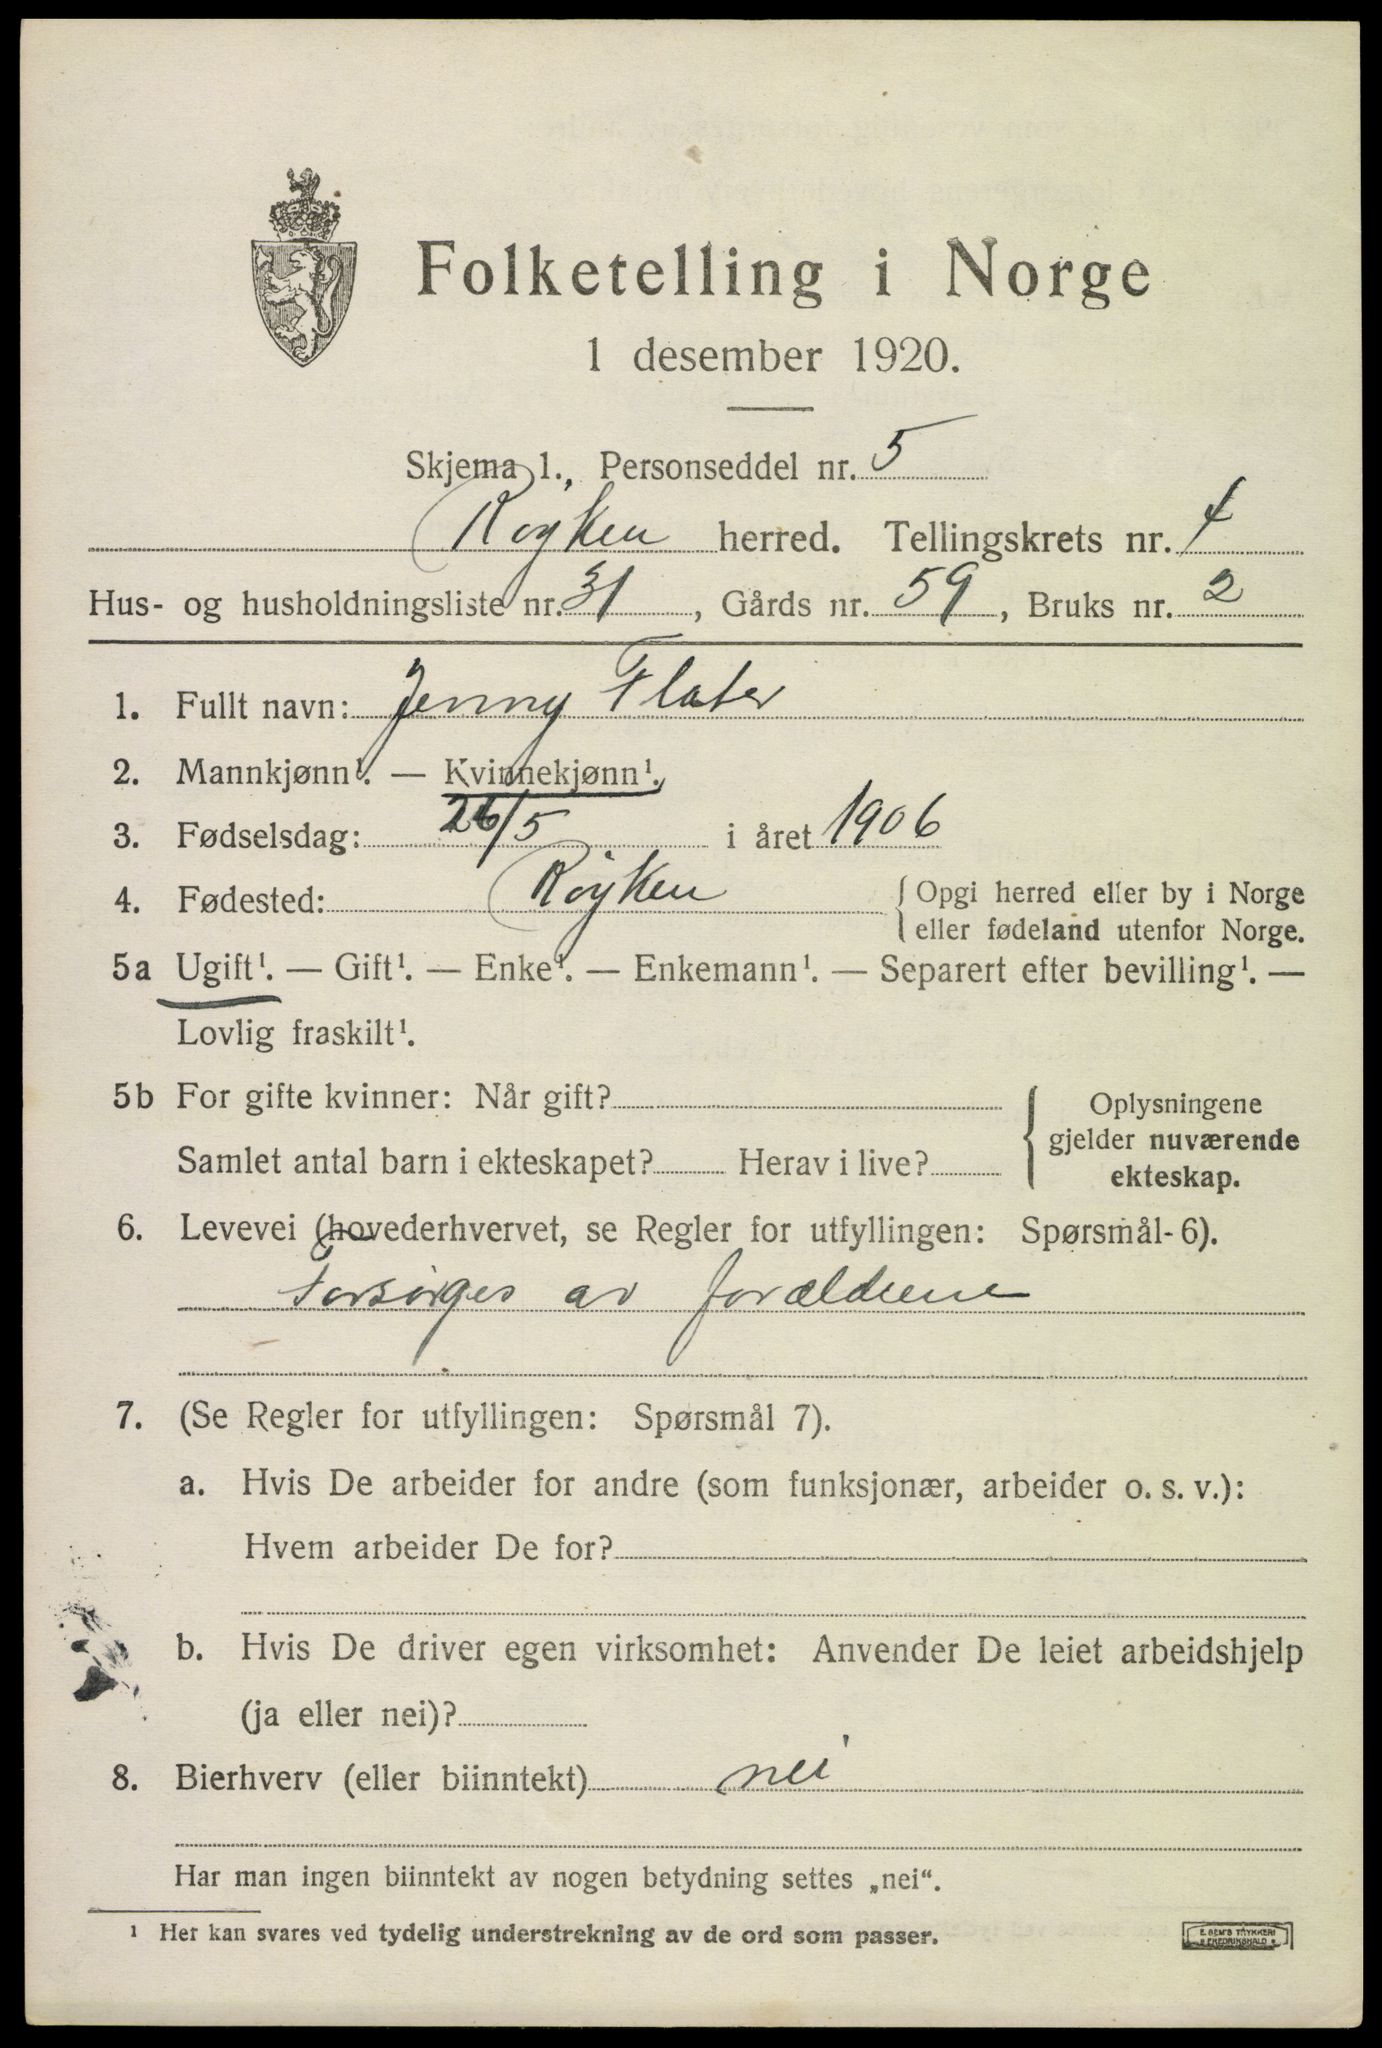 Folketelling i Norge
1 desember 1920.
Skjema 1., Personseddel nr. 5
Røyken herred. Tellingskrets nr. 4
Hus- og husholdningsliste nr. 31, Gårds nr. 59, Bruks nr. 2
1. Fullt navn: Jenny Flater
2. Mannkjønn¹. — Kvinnekjønn¹.
3. Fødselsdag: 26/5 i året 1906
4. Fødested: Røyken { Opgi herred eller by i Norge
eller fødeland utenfor Norge.
5a Ugift¹. — Gift¹. — Enke¹. — Enkemann¹. — Separert efter bevilling¹. —
Lovlig fraskilt¹.
5b For gifte kvinner: Når gift?
Samlet antal barn i ekteskapet? Herav i live?
{ Oplysningene
gjelder nuværende
ekteskap.
6. Levevei (hovederhvervet, se Regler for utfyllingen: Spørsmål 6).
Forsørges av forældrene
7. (Se Regler for utfyllingen: Spørsmål 7).
a. Hvis De arbeider for andre (som funksjonær, arbeider o. s. v.):
Hvem arbeider De for?
b. Hvis De driver egen virksomhet: Anvender De leiet arbeidshjelp
(ja eller nei)?
8. Bierhverv (eller biinntekt) nei
Har man ingen biinntekt av nogen betydning settes „nei“.
¹ Her kan svares ved tydelig understrekning av de ord som passer.
E. SEM'S TRYKKERI
FREDRIKSHALD